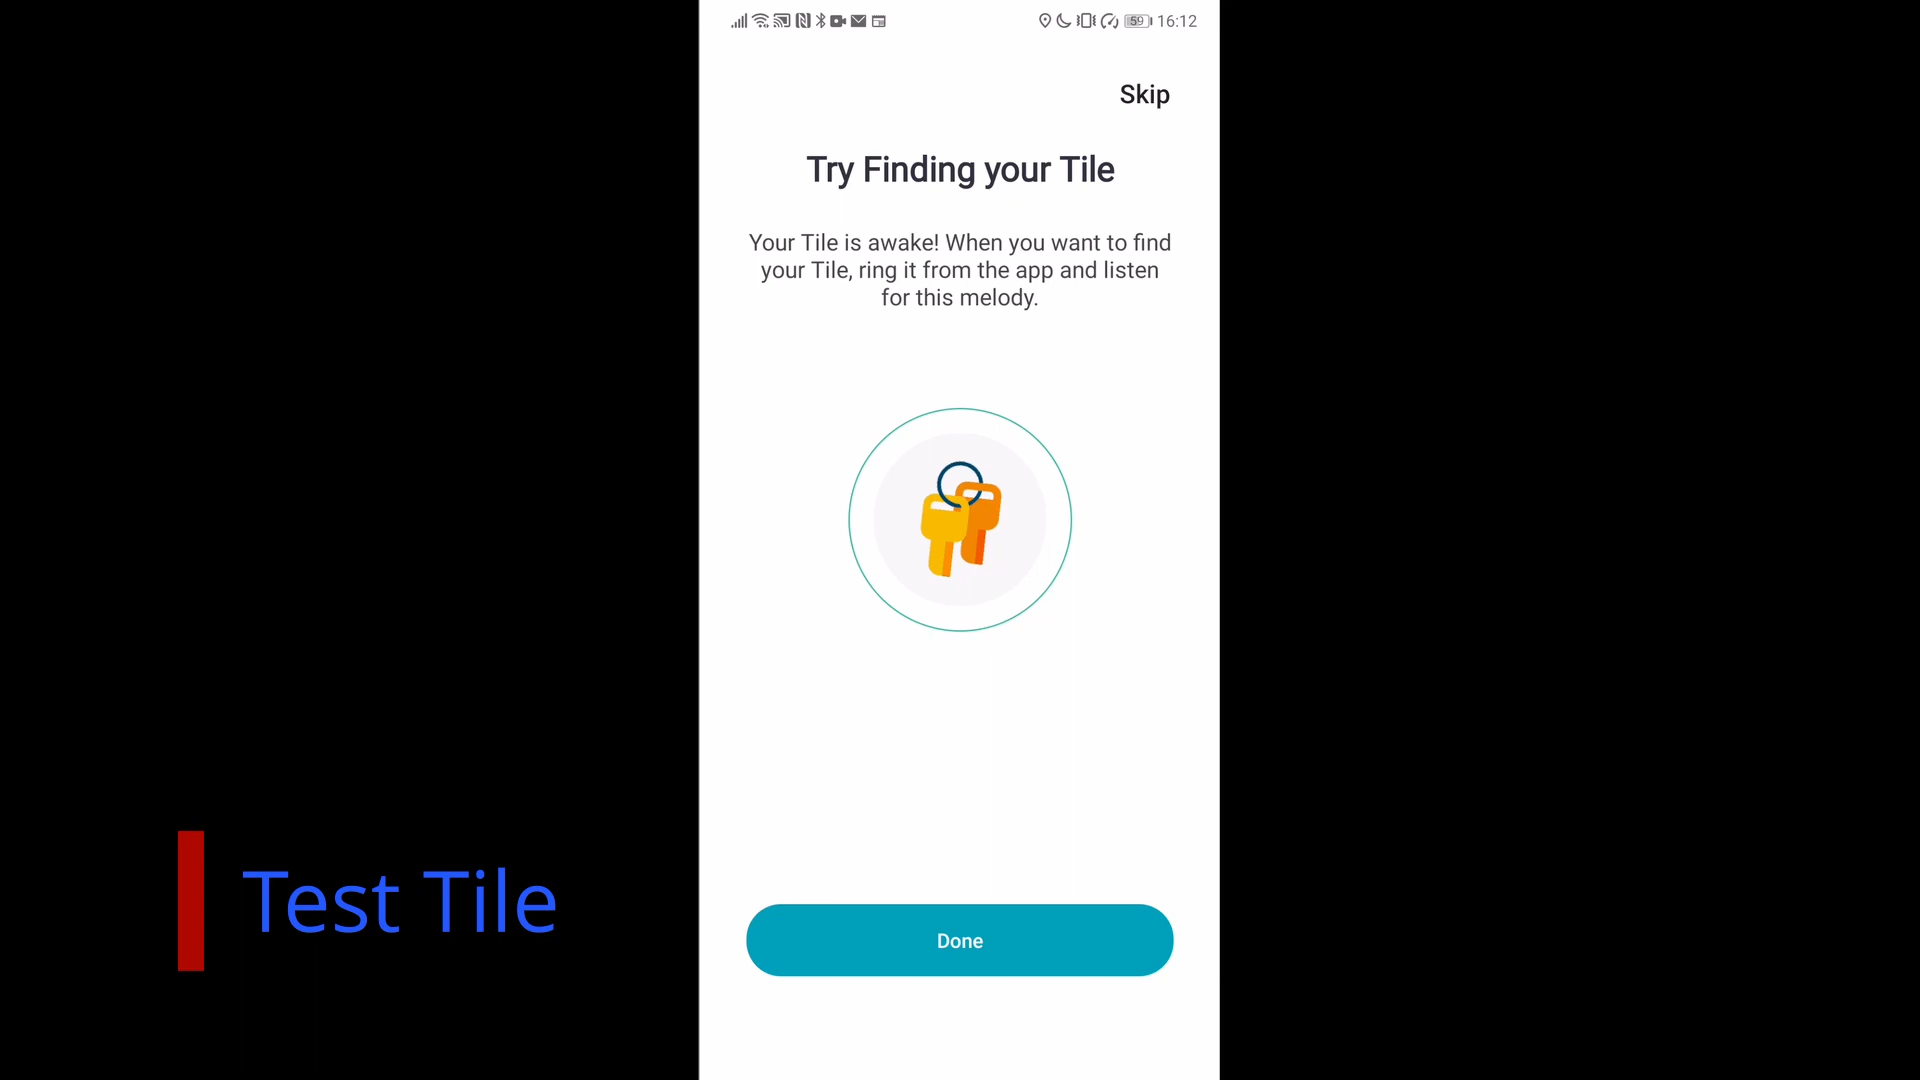 59 16:12
Skip
Try Finding your Tile
Your Tile is awake! When you want to find
your Tile, ring it from the app and listen
for this melody.
Test Tile
Done